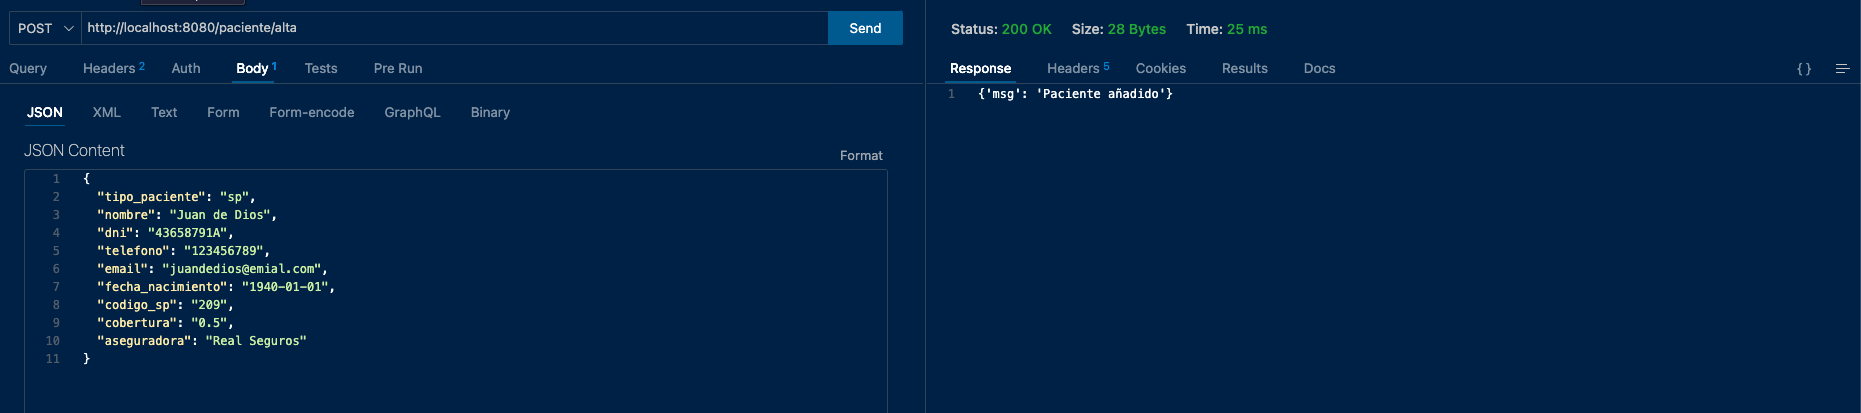 POST http://localhost:8080/paciente/alta Send
Query Headers 2 Auth Body 1 Tests Pre Run
JSON XML Text Form Form-encode GraphQL Binary
JSON Content
Format
1 {
2 "tipo_paciente": "sp",
3 "nombre": "Juan de Dios",
4 "dni": "43658791A",
5 "telefono": "123456789",
6 "email": "juandedios@emial.com",
7 "fecha_nacimiento": "1940-01-01",
8 "codigo_sp": "209",
9 "cobertura": "0.5",
10 "aseguradora": "Real Seguros"
11 }
Status: 200 OK Size: 28 Bytes Time: 25 ms
Response Headers 5 Cookies Results Docs { }
1 {'msg': 'Paciente añadido'}